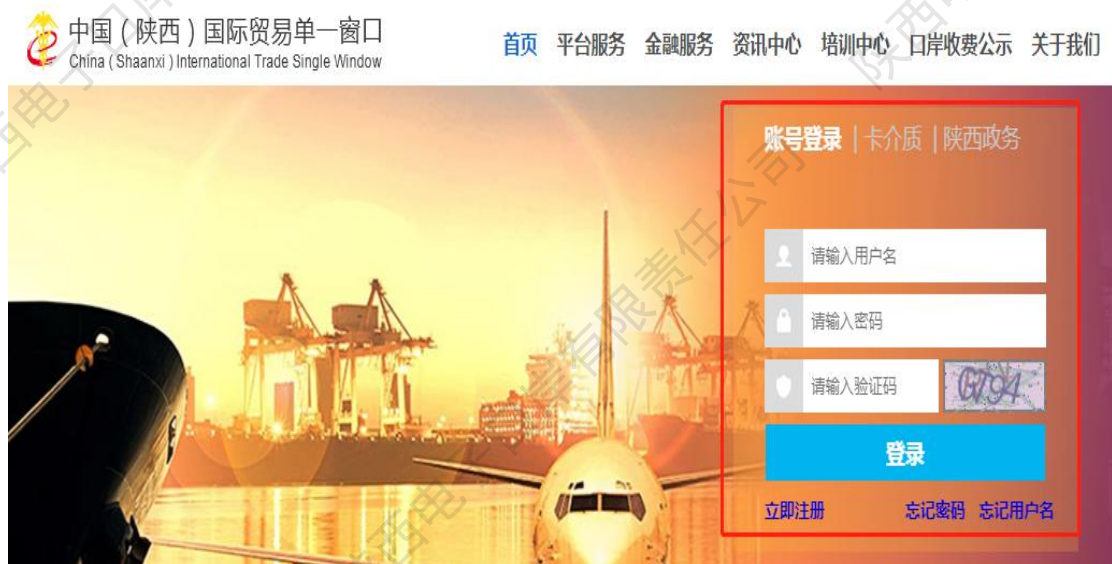 中国（陕西）国际贸易单一窗口
China ( Shaanxi ) International Trade Single Window
首页 平台服务 金融服务 资讯中心 培训中心 口岸收费公示 关于我们
账号登录 | 卡介质 | 陕西政务
请输入用户名
请输入密码
请输入验证码 G794
登录
立即注册 忘记密码 忘记用户名